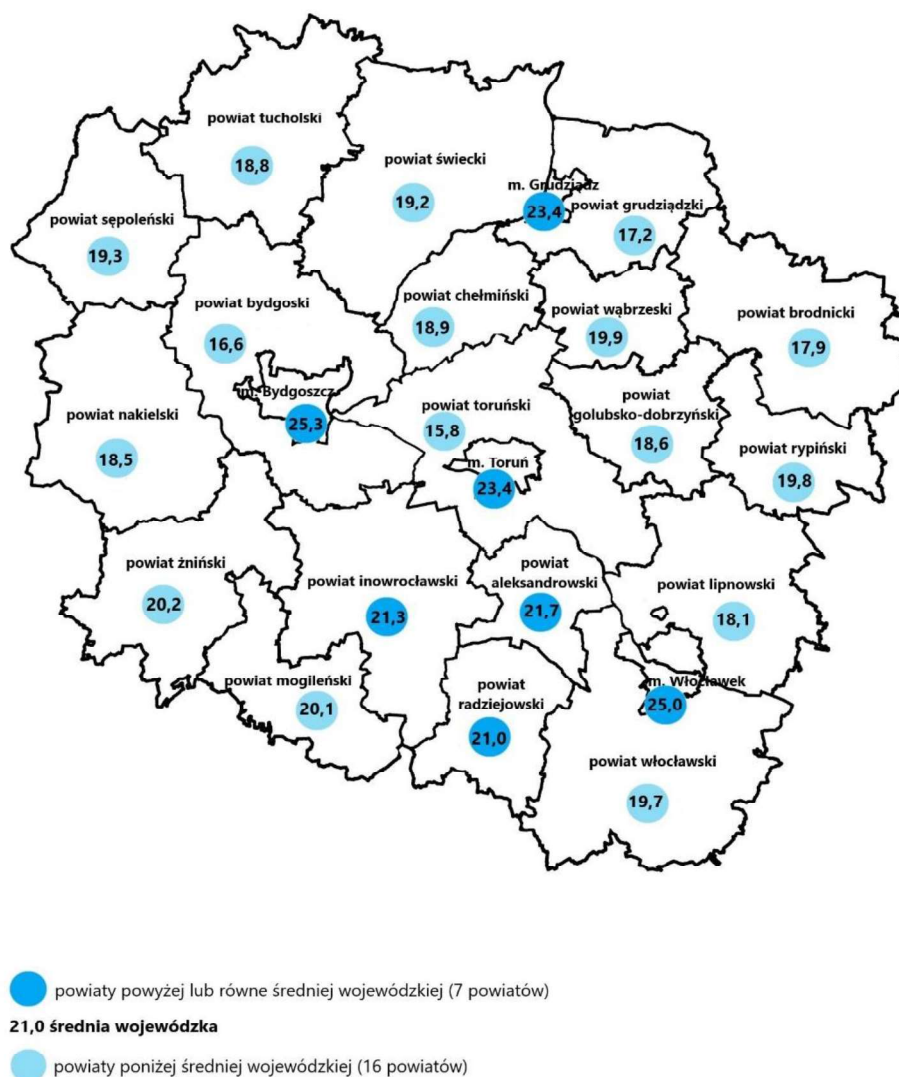 powiat tucholski
18,8
powiat świecki
19,2
m. Grudziądz
23,4
powiat grudziądzki
17,2
powiat sępoleński
19,3
powiat bydgoski
16,6
powiat chełmiński
18,9
powiat wąbrzeski
19,9
powiat brodnicki
17,9
m. Bydgoszcz
25,3
powiat nakielski
18,5
powiat toruński
15,8
m. Toruń
23,4
powiat
golubsko-dobrzyński
18,6
powiat rypiński
19,8
powiat żniński
20,2
powiat inowrocławski
21,3
powiat
aleksandrowski
21,7
powiat lipnowski
18,1
powiat mogileński
20,1
powiat
radziejowski
21,0
m. Włocławek
25,0
powiat włocławski
19,7
powiaty powyżej lub równe średniej wojewódzkiej (7 powiatów)
21,0 średnia wojewódzka
powiaty poniżej średniej wojewódzkiej (16 powiatów)